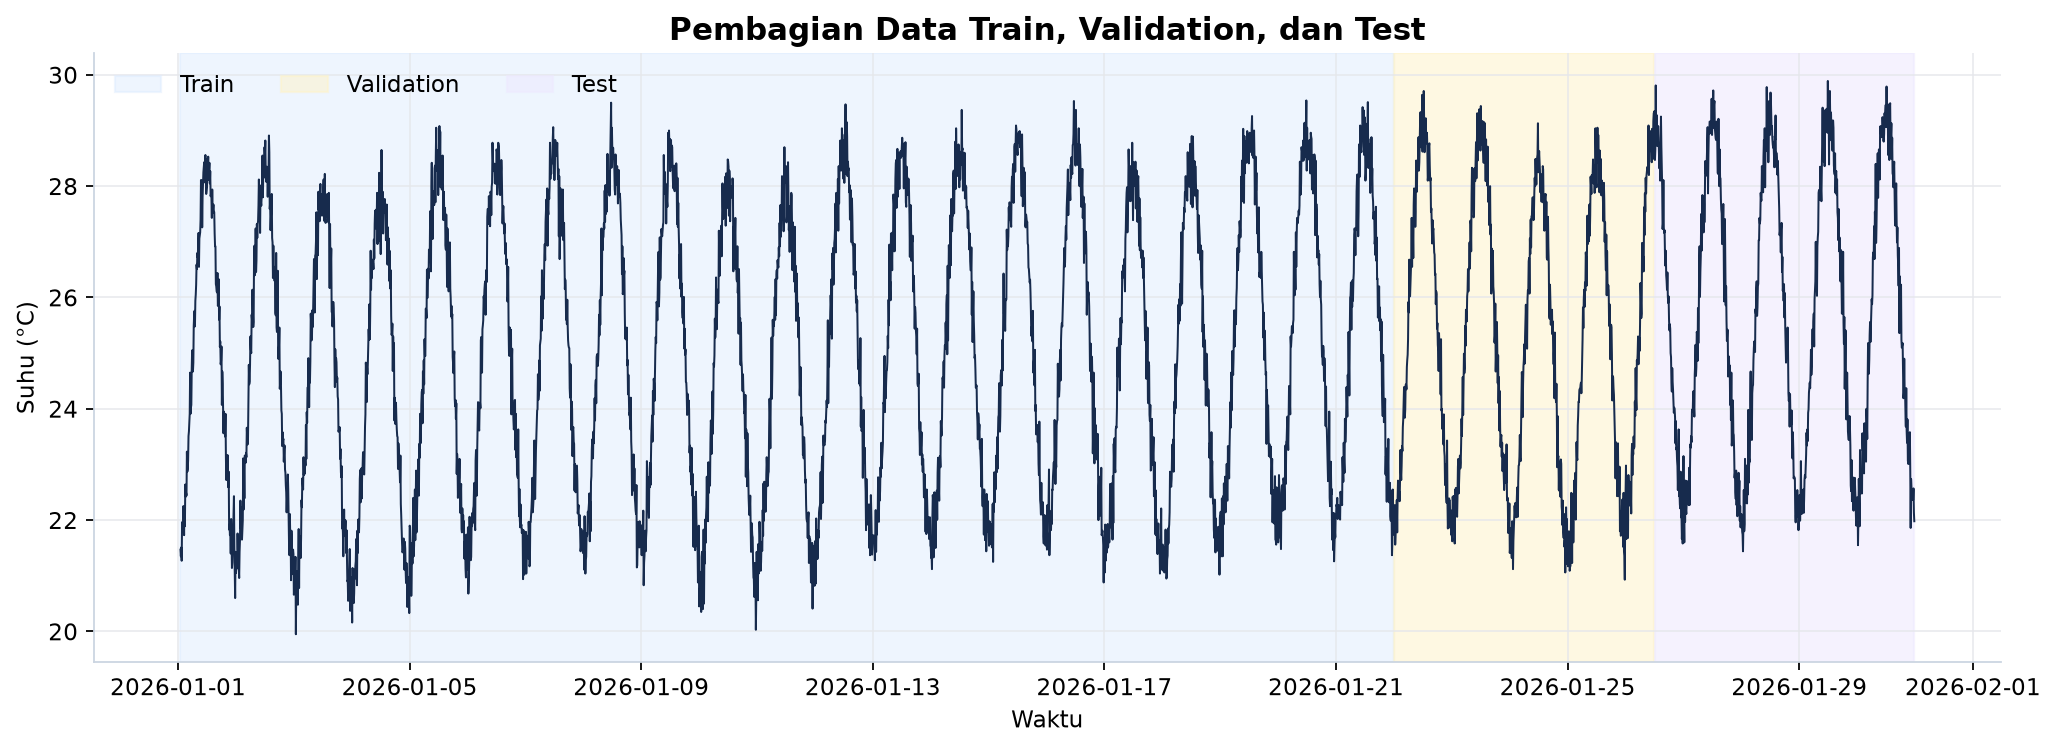 Pembagian Data Train, Validation, dan Test
Train Validation Test
Suhu (°C)
30
28
26
24
22
20
2026-01-01 2026-01-05 2026-01-09 2026-01-13 2026-01-17 2026-01-21 2026-01-25 2026-01-29 2026-02-01
Waktu